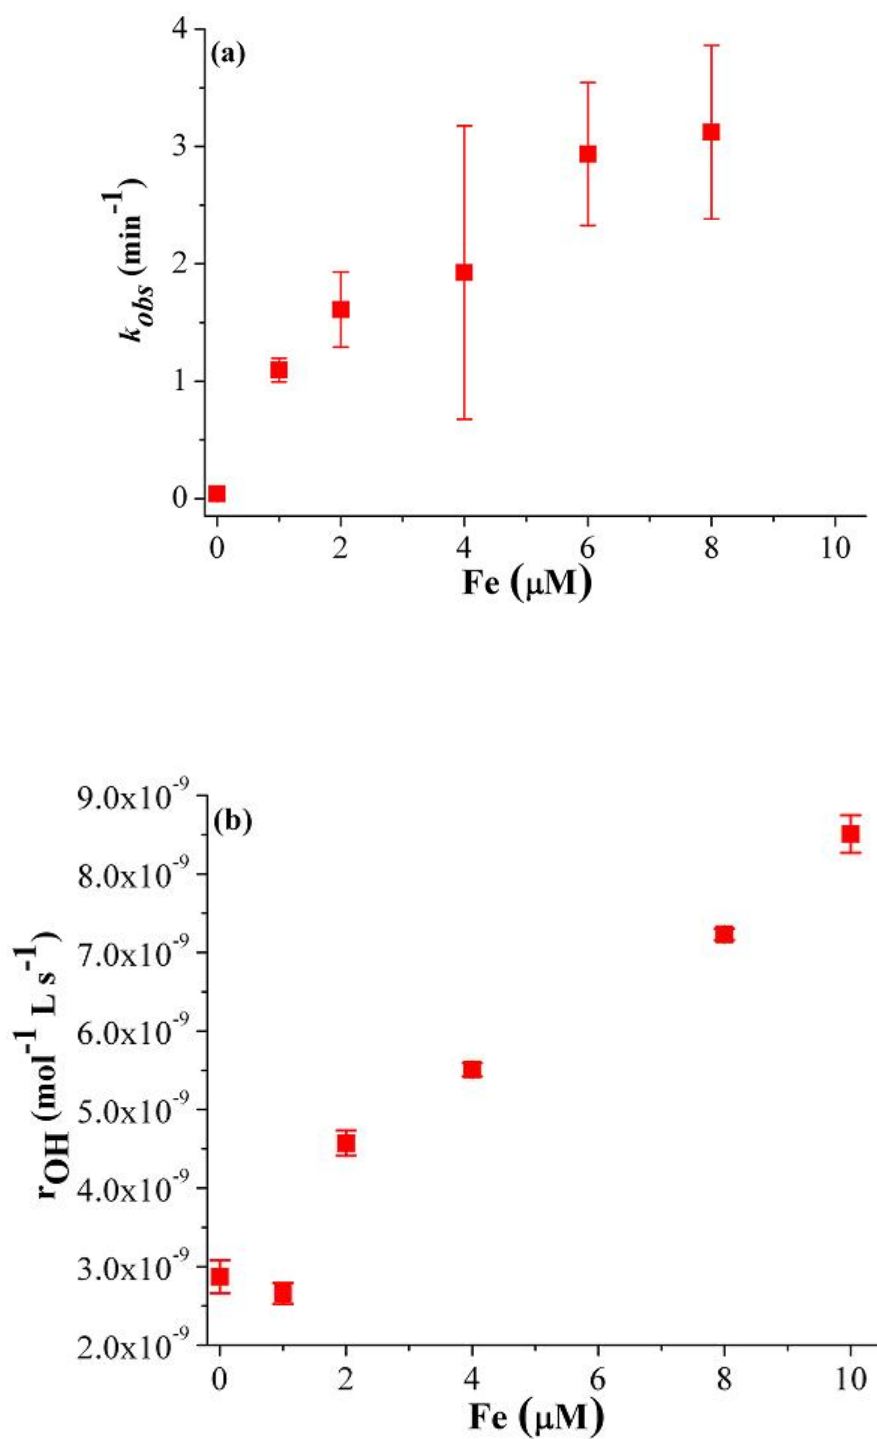 (a)
4
3
2
1
0
k_obs (min^-1)
0 2 4 6 8 10
Fe (μM)
(b)
9.0x10^-9
8.0x10^-9
7.0x10^-9
6.0x10^-9
5.0x10^-9
4.0x10^-9
3.0x10^-9
2.0x10^-9
r_OH (mol^-1 L s^-1)
0 2 4 6 8 10
Fe (μM)